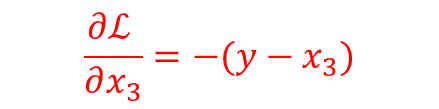 ∂ℒ/∂x₃ = −(y − x₃)